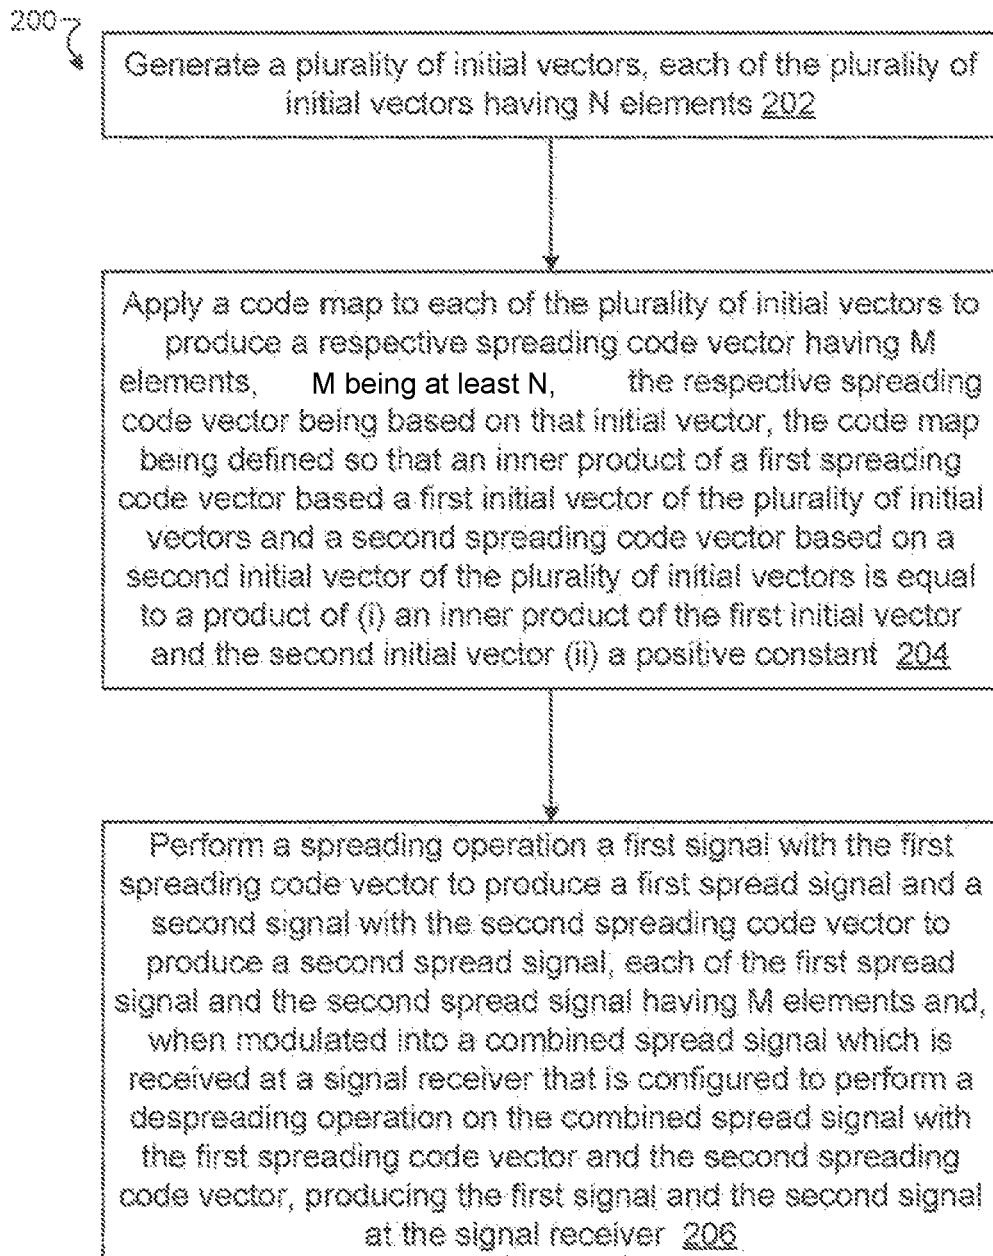 200
Generate a plurality of initial vectors, each of the plurality of
initial vectors having N elements 202
Apply a code map to each of the plurality of initial vectors to
produce a respective spreading code vector having M
elements, M being at least N, the respective spreading
code vector being based on that initial vector, the code map
being defined so that an inner product of a first spreading
code vector based a first initial vector of the plurality of initial
vectors and a second spreading code vector based on a
second initial vector of the plurality of initial vectors is equal
to a product of (i) an inner product of the first initial vector
and the second initial vector (ii) a positive constant 204
Perform a spreading operation a first signal with the first
spreading code vector to produce a first spread signal and a
second signal with the second spreading code vector to
produce a second spread signal, each of the first spread
signal and the second spread signal having M elements and,
when modulated into a combined spread signal which is
received at a signal receiver that is configured to perform a
despreading operation on the combined spread signal with
the first spreading code vector and the second spreading
code vector, producing the first signal and the second signal
at the signal receiver 206